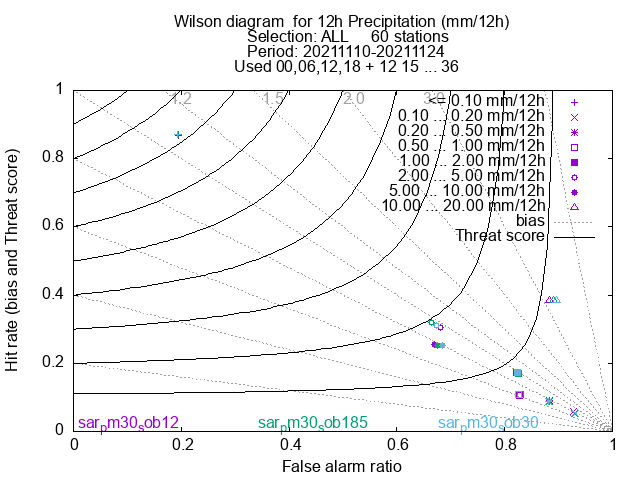 Wilson diagram  for 12h Precipitation (mm/12h)
Selection: ALL     60 stations
Period: 20211110-20211124
Used 00,06,12,18 + 12 15 ... 36
1.2 1.5 2.0 3.0
<= 0.10 mm/12h
0.10 ... 0.20 mm/12h
0.20 ... 0.50 mm/12h
0.50 ... 1.00 mm/12h
1.00 ... 2.00 mm/12h
2.00 ... 5.00 mm/12h
5.00 ... 10.00 mm/12h
10.00 ... 20.00 mm/12h
bias
Threat score
1
0.8
0.6
0.4
0.2
0
Hit rate (bias and Threat score)
sarpm30sob12 sarpm30sob185 sarpm30sob30
0 0.2 0.4 0.6 0.8 1
False alarm ratio